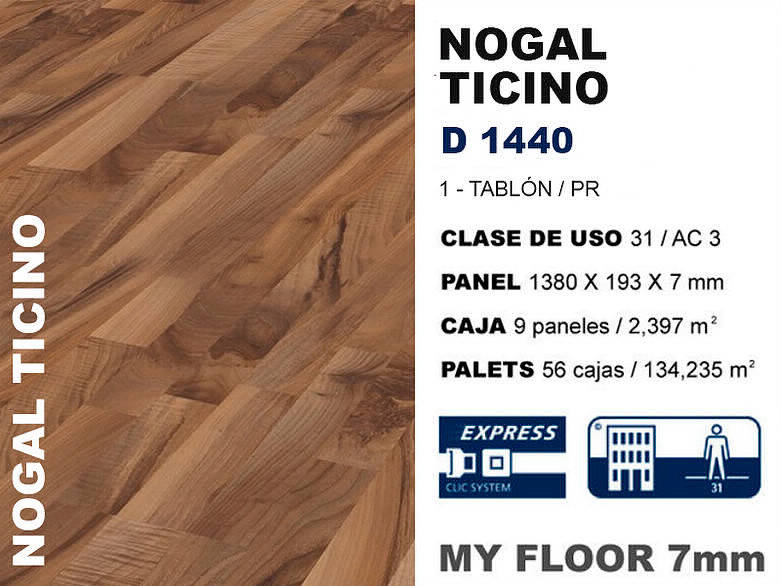 NOGAL TICINO
NOGAL
TICINO
D 1440
1 - TABLÓN / PR
CLASE DE USO 31 / AC 3
PANEL 1380 X 193 X 7 mm
CAJA 9 paneles / 2,397 m²
PALETS 56 cajas / 134,235 m²
EXPRESS
CLIC SYSTEM
©
31
MY FLOOR 7mm